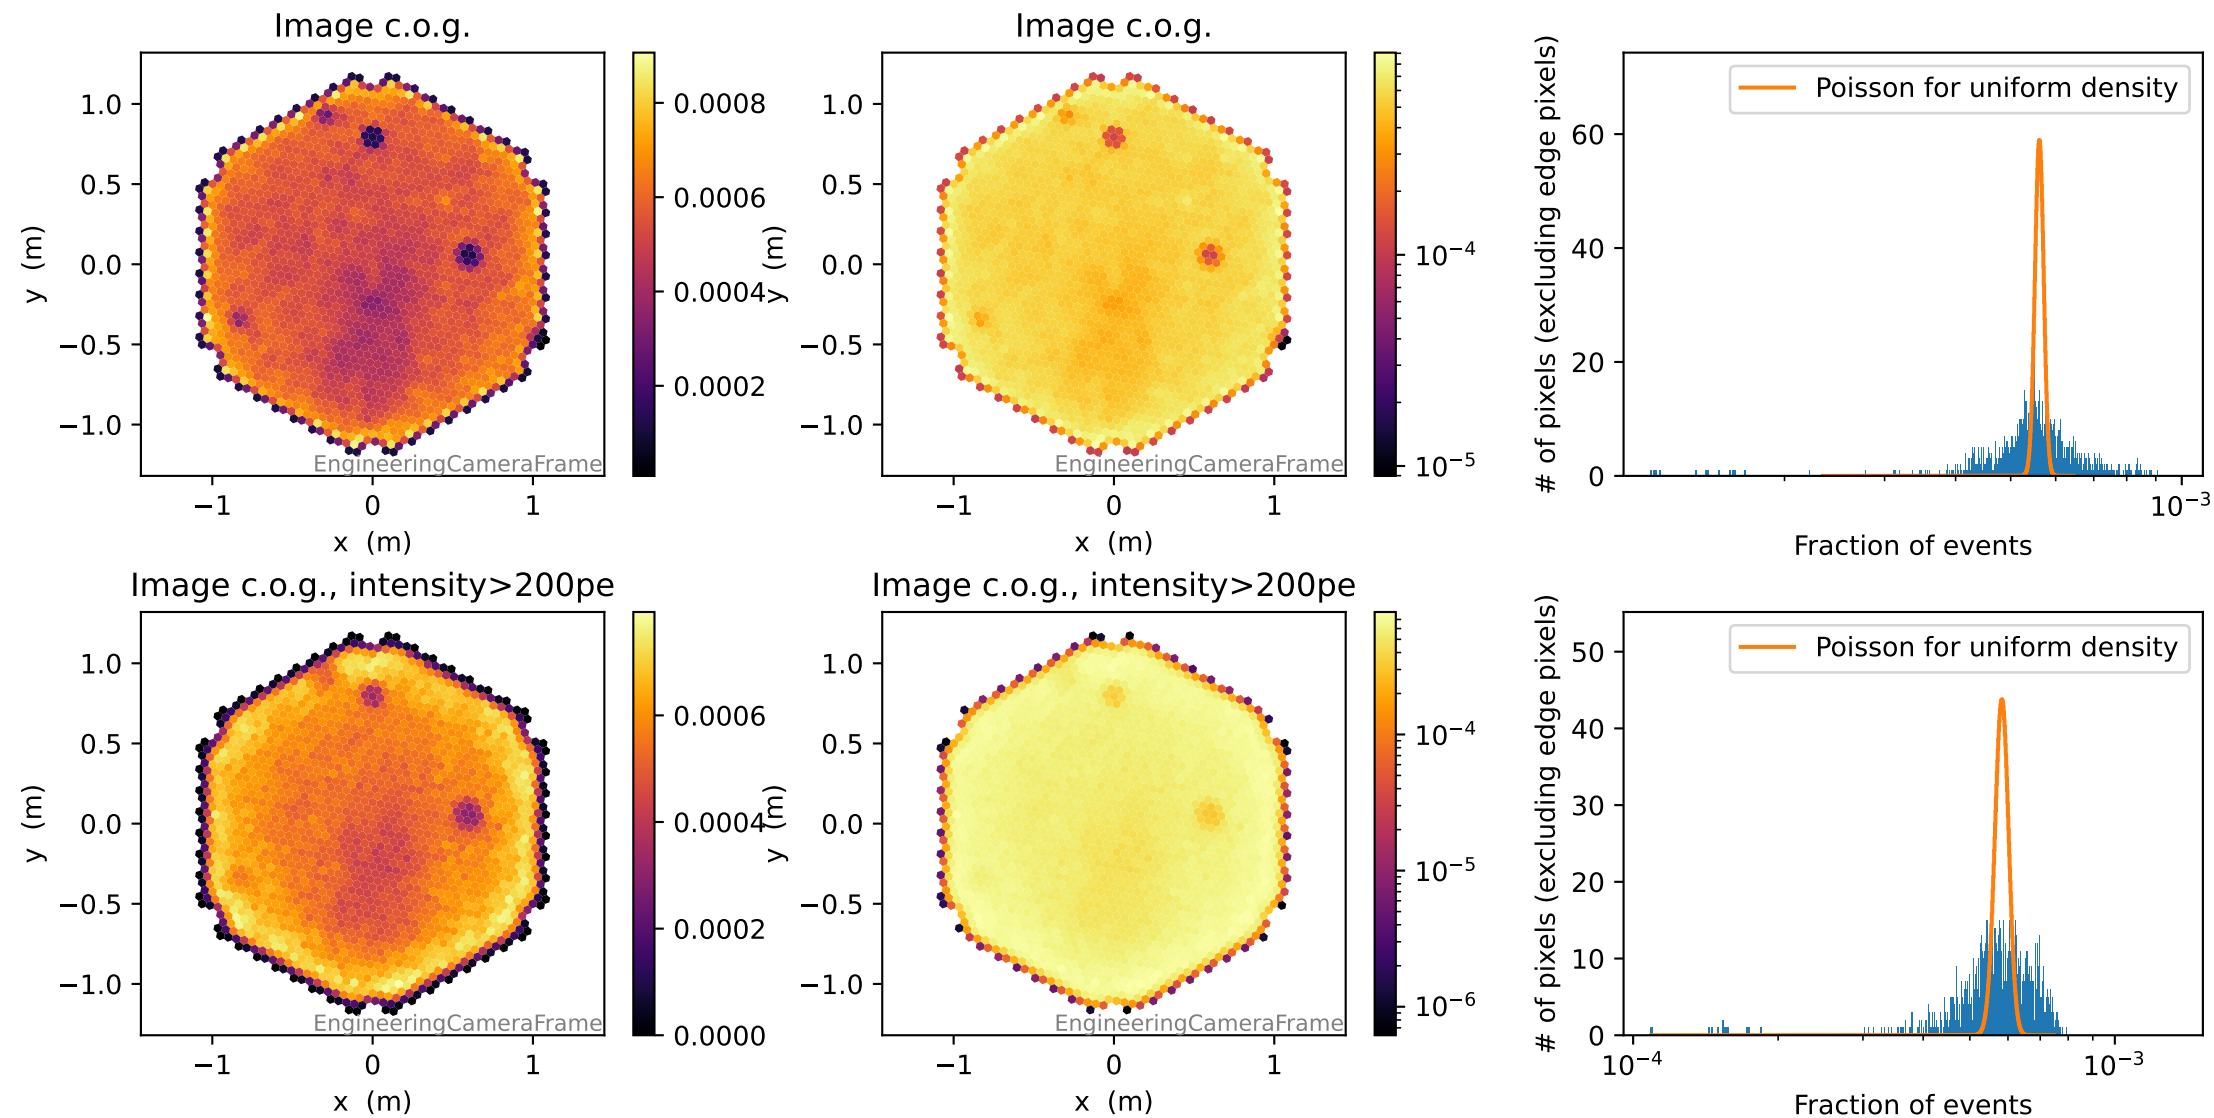 Image c.o.g.
y (m)
1.0
0.5
0.0
−0.5
−1.0
EngineeringCameraFrame
−1 0 1
x (m)
0.0008
0.0006
0.0004
0.0002
Image c.o.g.
y (m)
1.0
0.5
0.0
−0.5
−1.0
EngineeringCameraFrame
−1 0 1
x (m)
10−4
10−5
# of pixels (excluding edge pixels)
60
40
20
0
Poisson for uniform density
10−3
Fraction of events
Image c.o.g., intensity>200pe
y (m)
1.0
0.5
0.0
−0.5
−1.0
EngineeringCameraFrame
−1 0 1
x (m)
0.0006
0.0004
0.0002
0.0000
Image c.o.g., intensity>200pe
y (m)
1.0
0.5
0.0
−0.5
−1.0
EngineeringCameraFrame
−1 0 1
x (m)
10−4
10−5
10−6
# of pixels (excluding edge pixels)
50
40
30
20
10
0
Poisson for uniform density
10−4 10−3
Fraction of events